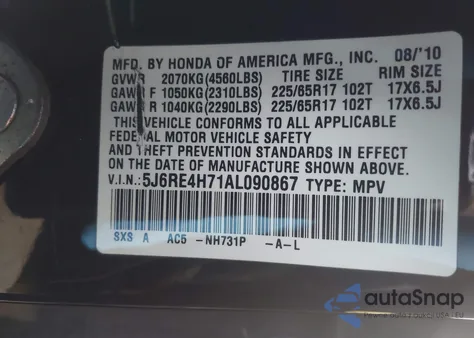 MFD. BY HONDA OF AMERICA MFG., INC. 08/'10
GVWR 2070KG(4560LBS) TIRE SIZE RIM SIZE
GAWR F 1050KG(2310LBS) 225/65R17 102T 17X6.5J
GAWR R 1040KG(2290LBS) 225/65R17 102T 17X6.5J
THIS VEHICLE CONFORMS TO ALL APPLICABLE
FEDERAL MOTOR VEHICLE SAFETY
AND THEFT PREVENTION STANDARDS IN EFFECT
ON THE DATE OF MANUFACTURE SHOWN ABOVE.
V.I.N.: 5J6RE4H71AL090867 TYPE: MPV
SXS A AC5 -NH731P -A-L
autoSnap